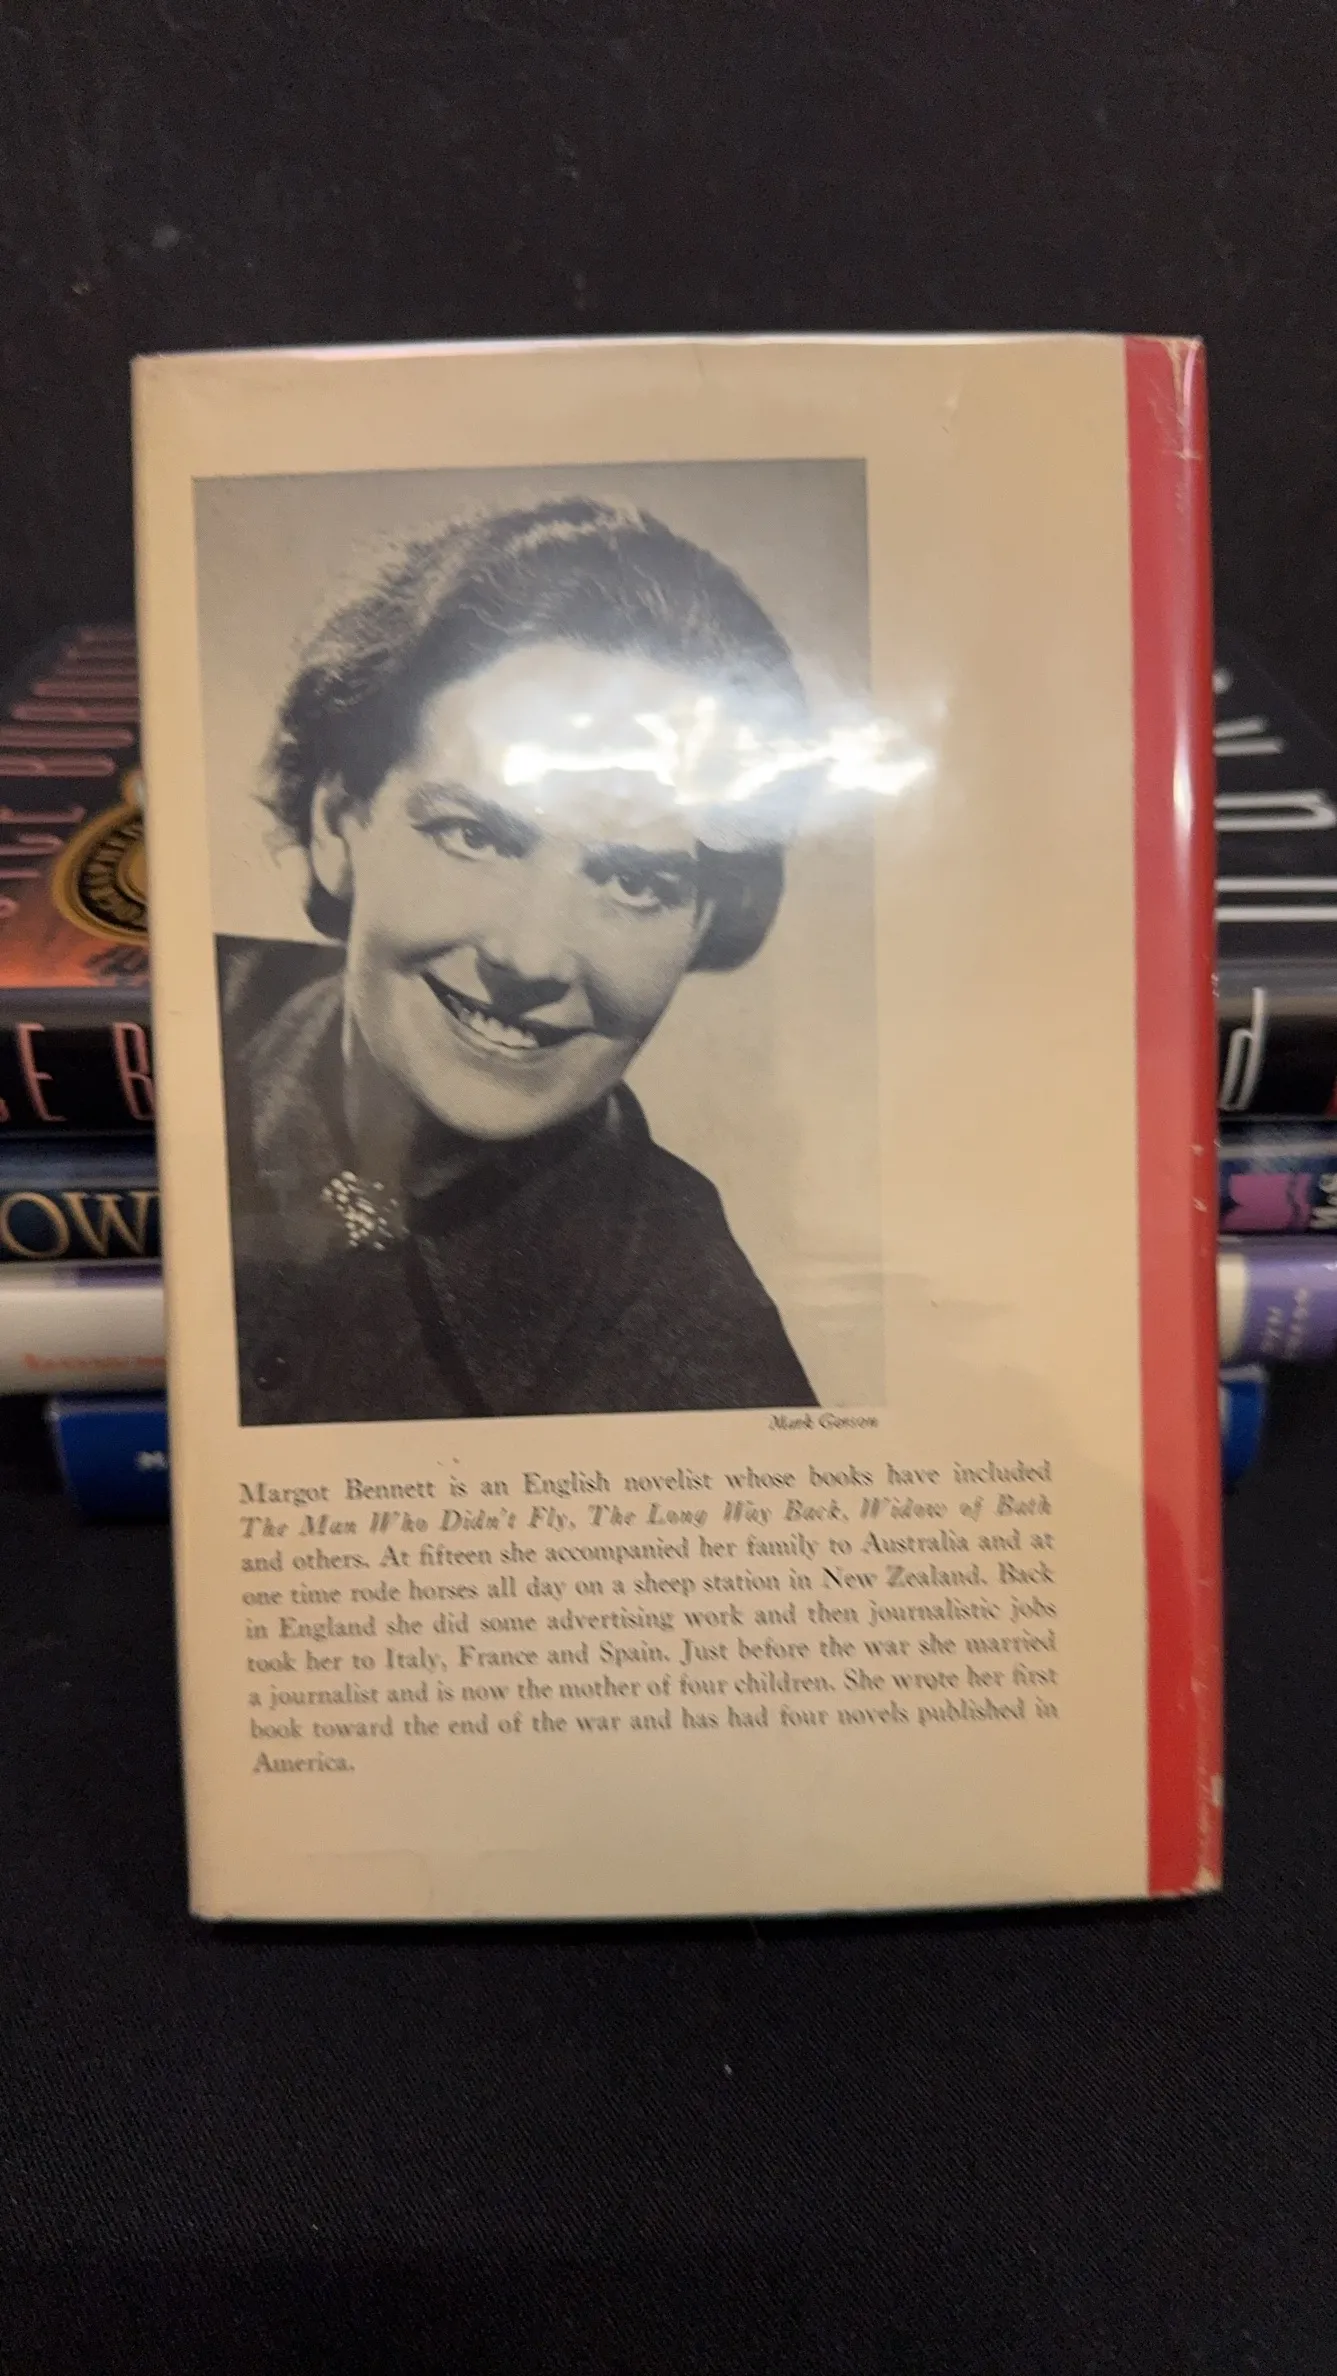 OW
Mark Gerson
Margot Bennett is an English novelist whose books have included
The Man Who Didn't Fly, The Long Way Back, Widow of Bath
and others. At fifteen she accompanied her family to Australia and at
one time rode horses all day on a sheep station in New Zealand. Back
in England she did some advertising work and then journalistic jobs
took her to Italy, France and Spain. Just before the war she married
a journalist and is now the mother of four children. She wrote her first
book toward the end of the war and has had four novels published in
America.